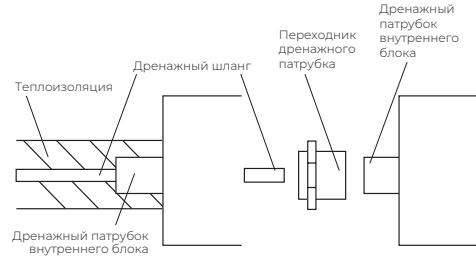 Дренажный
патрубок
внутреннего
блока
Переходник
дренажного
патрубка
Дренажный шланг
Теплоизоляция
Дренажный патрубок
внутреннего блока